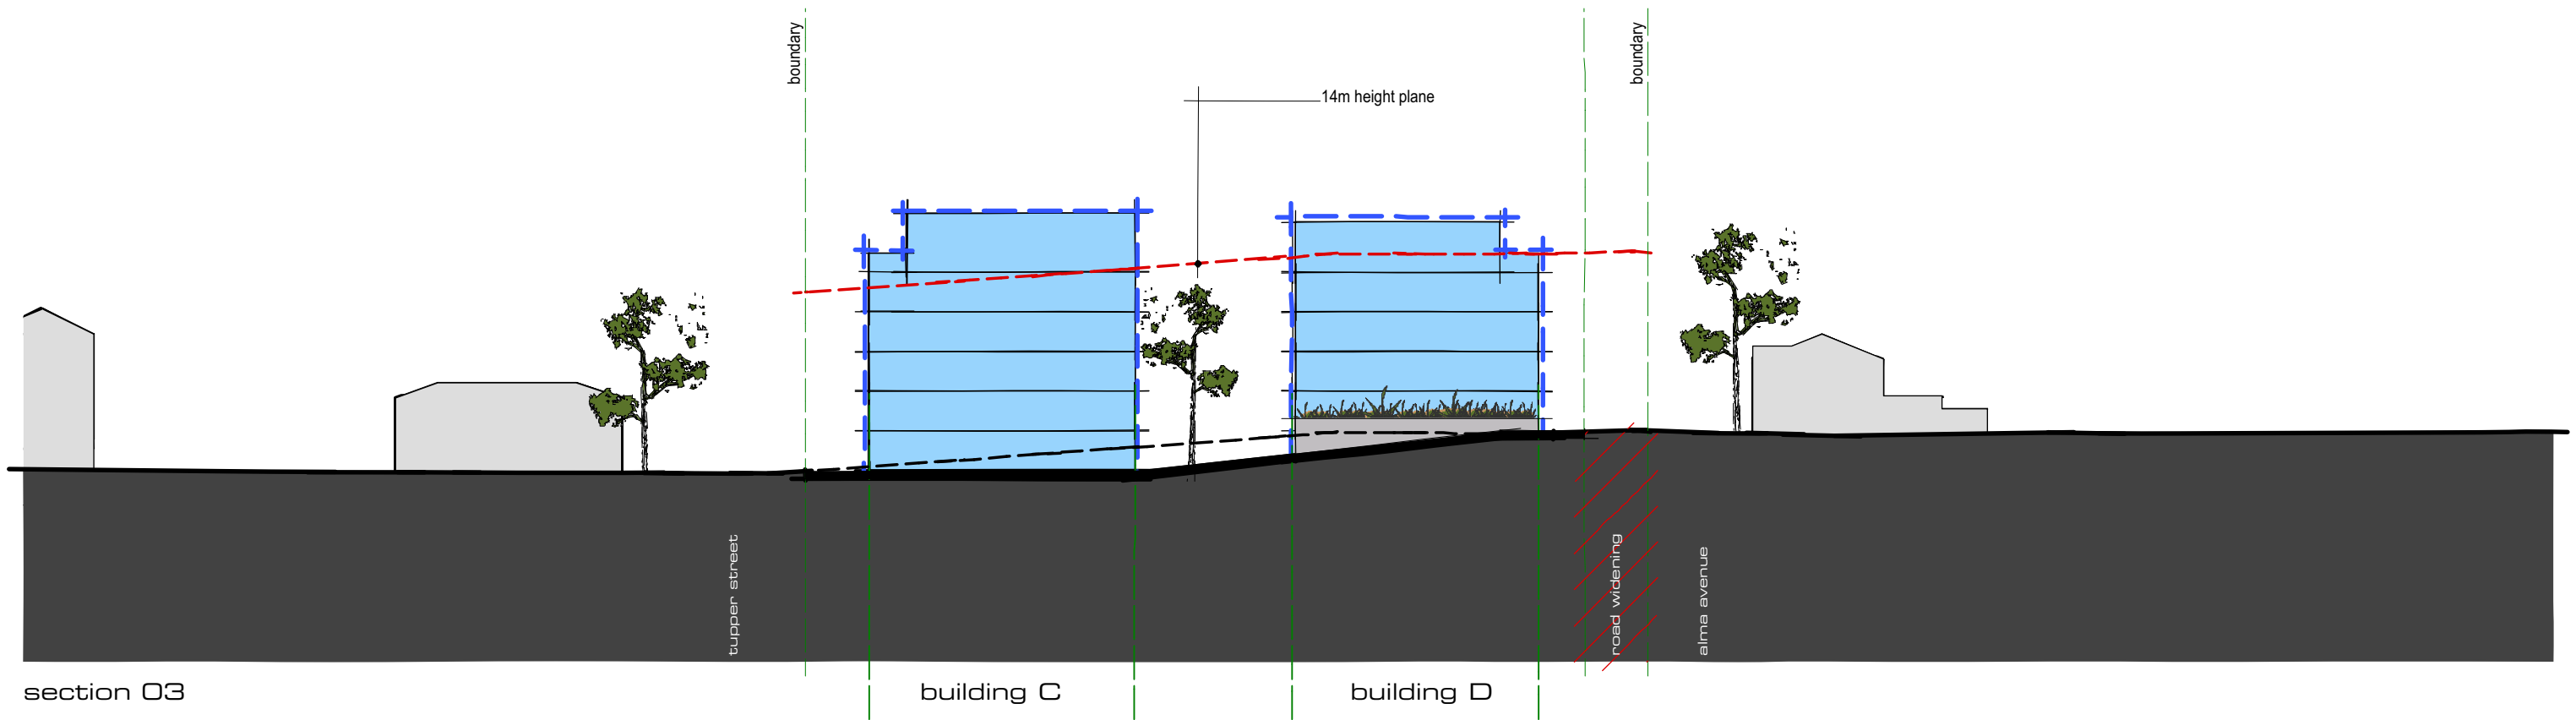 boundary
boundary
14m height plane
tupper street
road widening
alma avenue
section 03
building C
building D